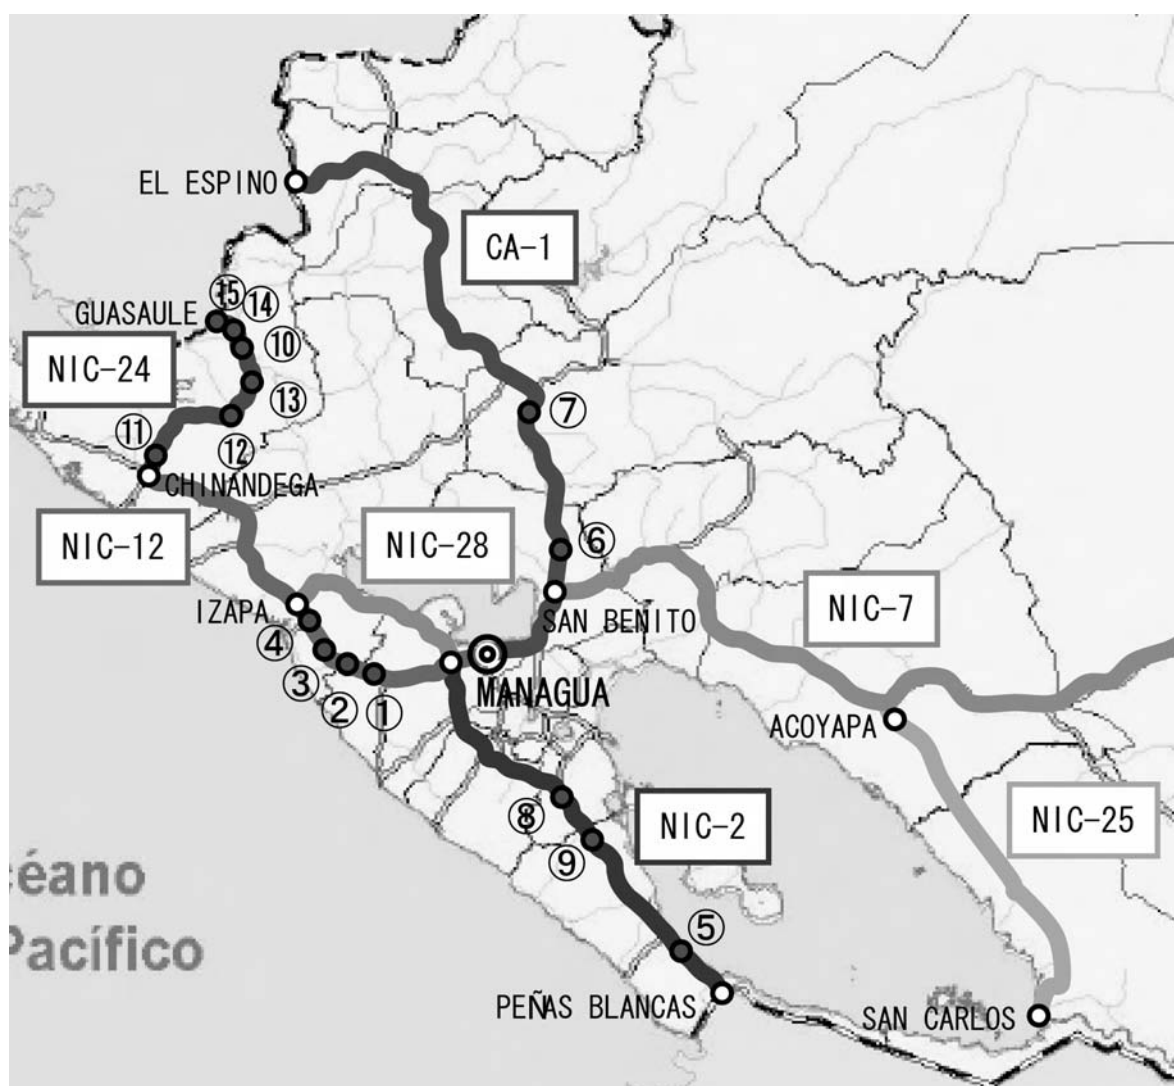 EL ESPINO
CA-1
GUASAULE
⑮
⑭
⑩
NIC-24
⑬
⑦
⑪
⑫
CHINANDEGA
NIC-12
NIC-28
⑥
IZAPA
SAN BENITO
NIC-7
④
③
②
①
MANAGUA
ACOYAPA
⑧
NIC-2
NIC-25
⑨
éano
Pacífico
⑤
PEÑAS BLANCAS
SAN CARLOS